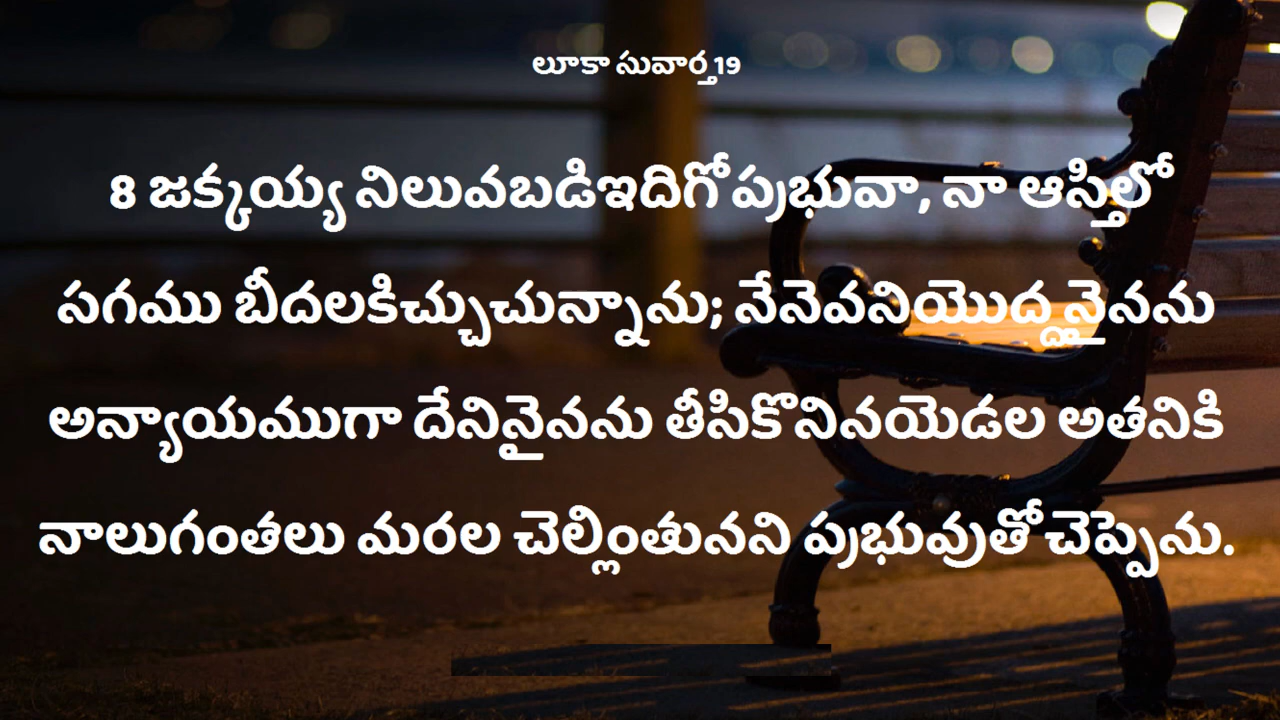 లూకా సువార్త19
8 జక్కయ్య నిలువబడిఇదిగో ప్రభువా, నా ఆస్తిలో
సగము బీదలకిచ్చుచున్నాను; నేనెవనియొద్దనైనను
అన్యాయముగా దేనినైనను తీసికొనినయెడల అతనికి
నాలుగంతలు మరల చెల్లింతునని ప్రభువుతో చెప్పెను.